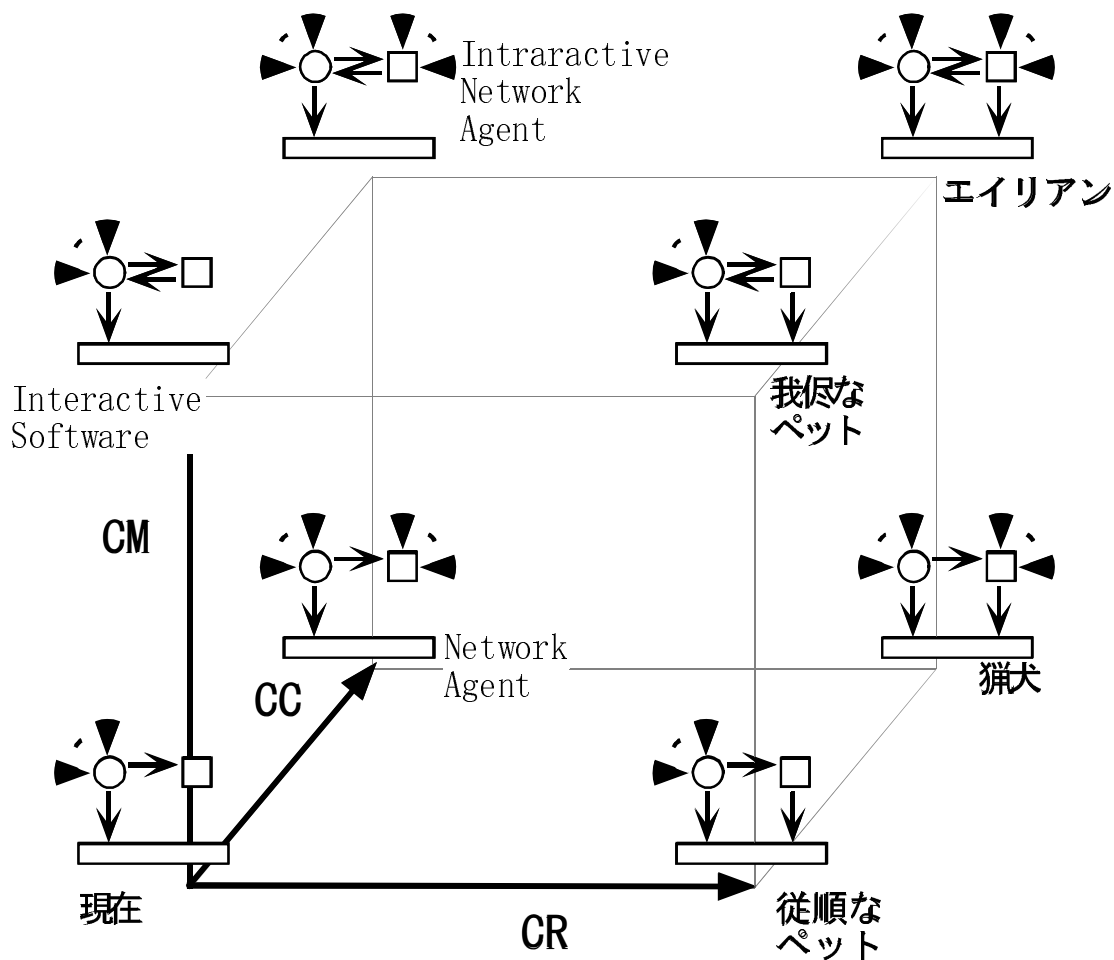 Intraractive
Network
Agent
エイリアン
Interactive
Software
我侭な
ペット
CM
Network
Agent
猟犬
CC
現在
従順な
ペット
CR